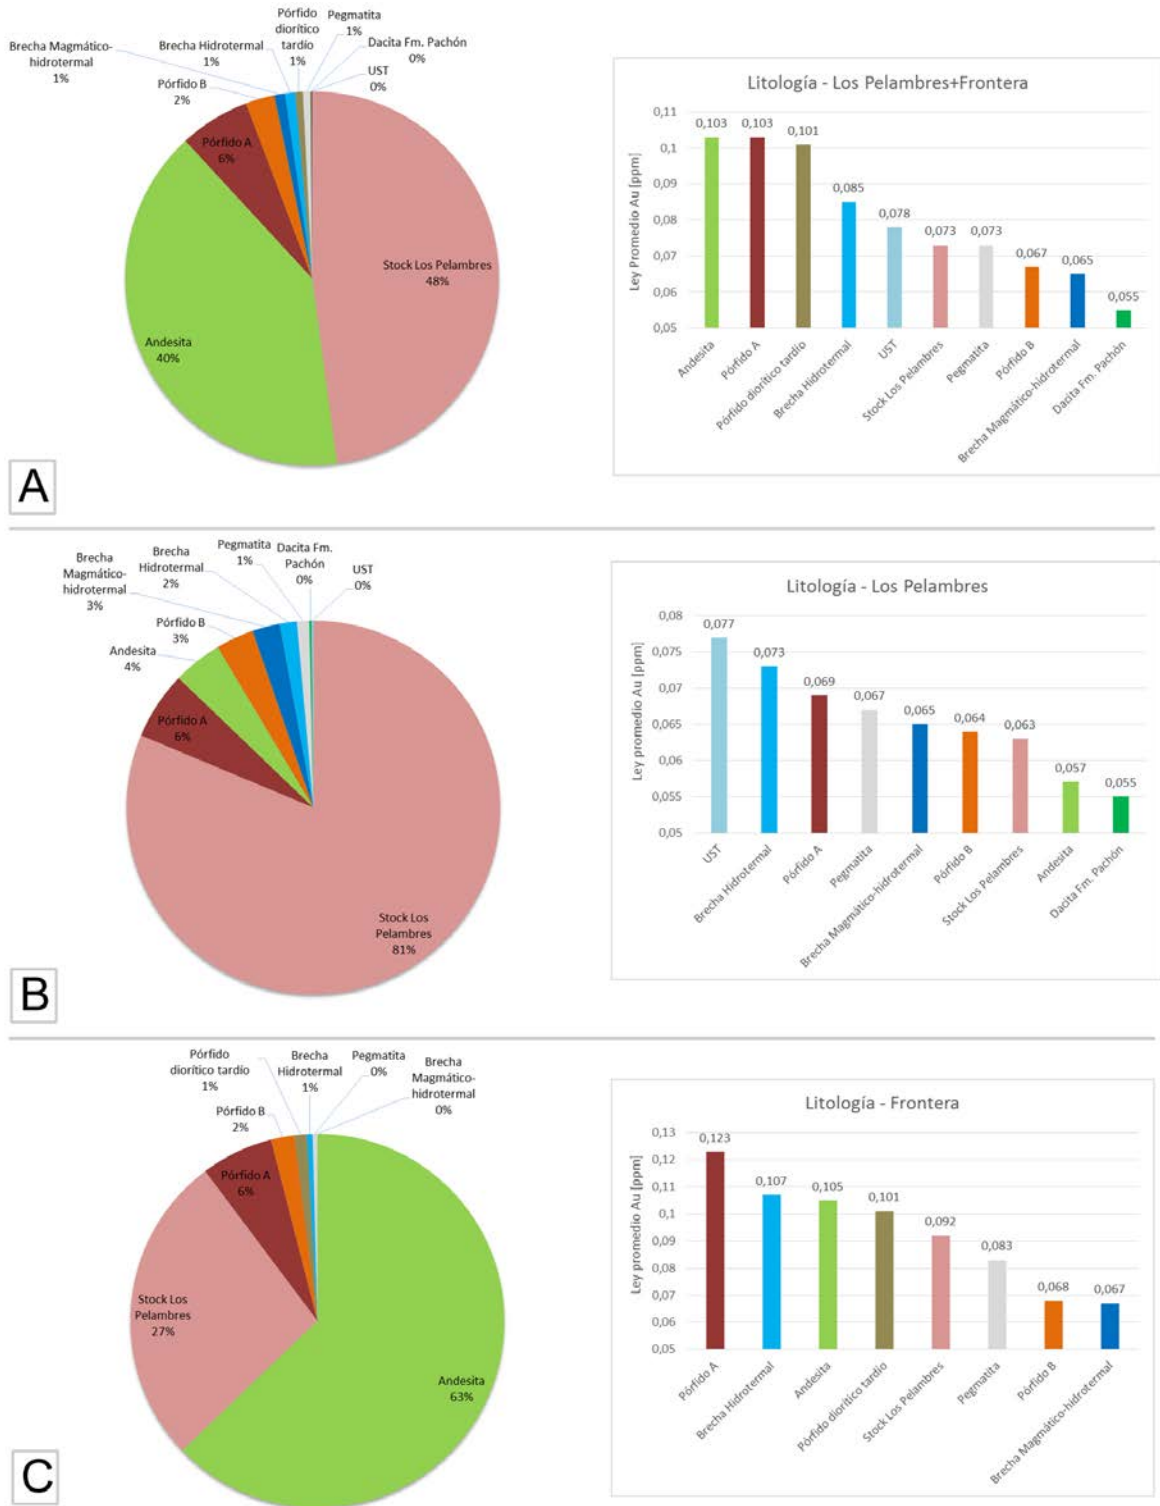 Brecha Magmático-
hidrotermal
1%
Brecha Hidrotermal
1%
Pórfido
diorítico
tardío
1%
Pegmatita
1%
Dacita Fm. Pachón
0%
UST
0%
Pórfido B
2%
Pórfido A
6%
Stock Los Pelambres
48%
Andesita
40%
A
Litología - Los Pelambres+Frontera
Ley Promedio Au [ppm]
0,11
0,1
0,09
0,08
0,07
0,06
0,05
0,103
0,103
0,101
0,085
0,078
0,073
0,073
0,067
0,065
0,055
Andesita
Pórfido A
Pórfido diorítico tardío
Brecha Hidrotermal
UST
Stock Los Pelambres
Pegmatita
Pórfido B
Brecha Magmático-hidrotermal
Dacita Fm. Pachón
Brecha
Magmático-
hidrotermal
3%
Brecha
Hidrotermal
2%
Pegmatita
1%
Dacita Fm.
Pachón
0%
UST
0%
Pórfido B
3%
Andesita
4%
Pórfido A
6%
Stock Los
Pelambres
81%
B
Litología - Los Pelambres
Ley promedio Au [ppm]
0,08
0,075
0,07
0,065
0,06
0,055
0,05
0,077
0,073
0,069
0,067
0,065
0,064
0,063
0,057
0,055
UST
Brecha Hidrotermal
Pórfido A
Pegmatita
Brecha Magmático-hidrotermal
Pórfido B
Stock Los Pelambres
Andesita
Dacita Fm. Pachón
Pórfido
diorítico tardío
1%
Brecha
Hidrotermal
1%
Pegmatita
0%
Brecha
Magmático-
hidrotermal
0%
Pórfido B
2%
Pórfido A
6%
Stock Los
Pelambres
27%
Andesita
63%
C
Litología - Frontera
Ley promedio Au [ppm]
0,13
0,12
0,11
0,1
0,09
0,08
0,07
0,06
0,05
0,123
0,107
0,105
0,101
0,092
0,083
0,068
0,067
Pórfido A
Brecha Hidrotermal
Andesita
Pórfido diorítico tardío
Stock Los Pelambres
Pegmatita
Pórfido B
Brecha Magmático-hidrotermal